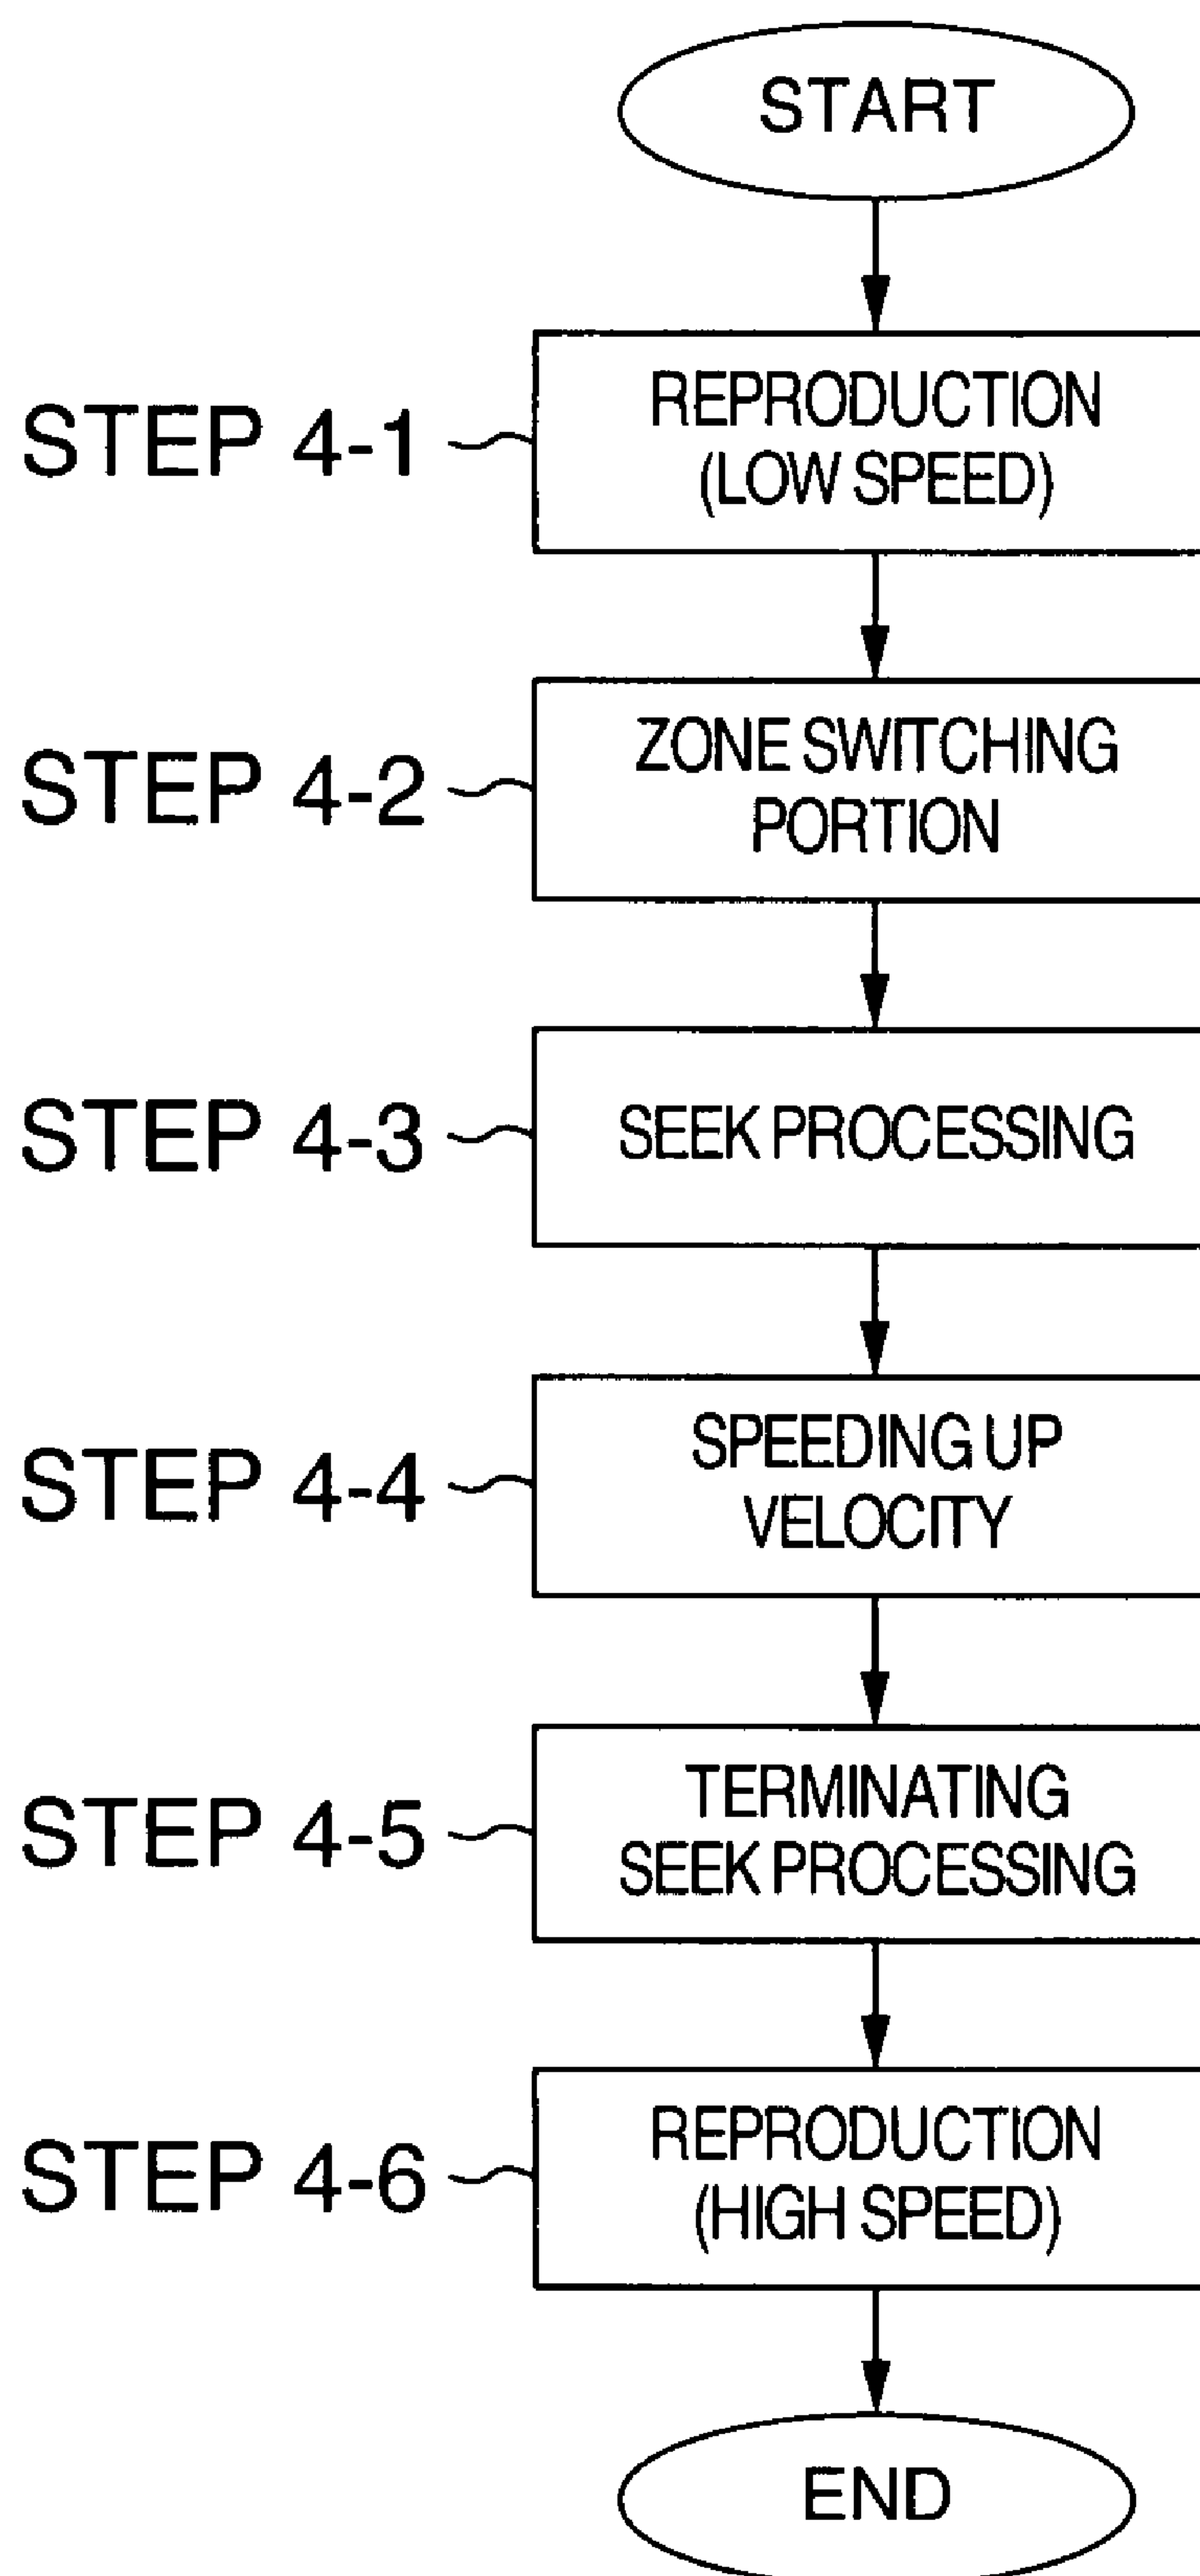 START
STEP 4-1
REPRODUCTION
(LOW SPEED)
STEP 4-2
ZONE SWITCHING
PORTION
STEP 4-3
SEEK PROCESSING
STEP 4-4
SPEEDING UP
VELOCITY
STEP 4-5
TERMINATING
SEEK PROCESSING
STEP 4-6
REPRODUCTION
(HIGH SPEED)
END